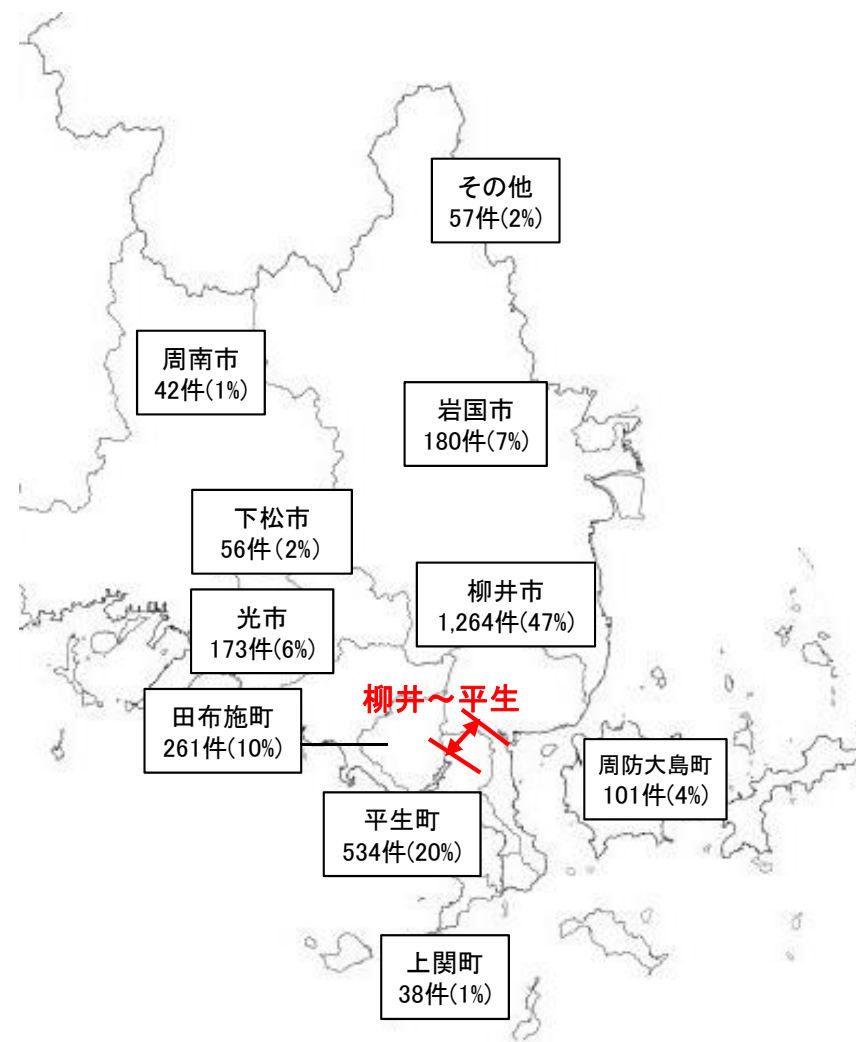 その他
57件(2%)
周南市
42件(1%)
岩国市
180件(7%)
下松市
56件(2%)
柳井市
1,264件(47%)
光市
173件(6%)
柳井～平生
田布施町
261件(10%)
周防大島町
101件(4%)
平生町
534件(20%)
上関町
38件(1%)